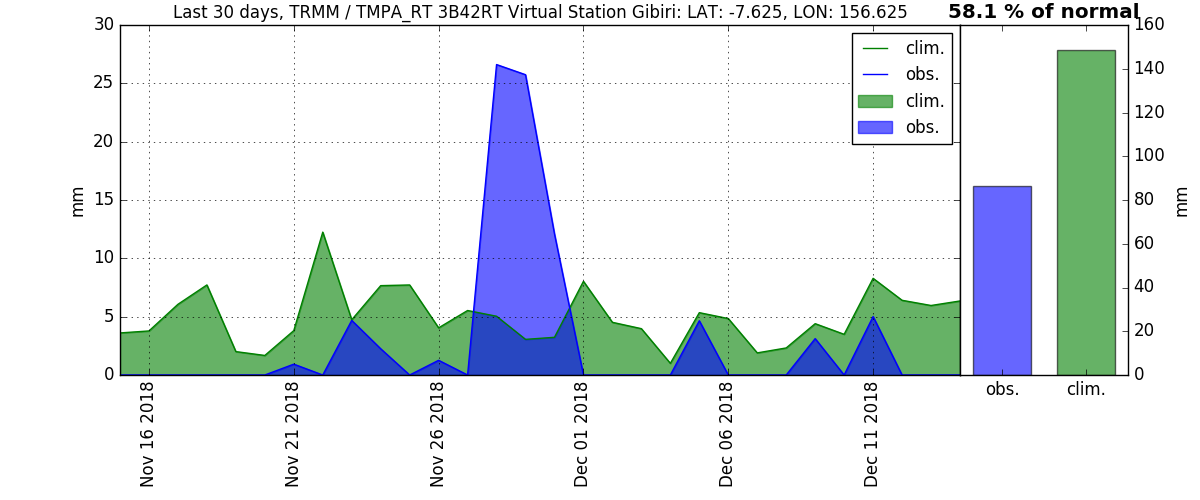 Last 30 days, TRMM / TMPA_RT 3B42RT Virtual Station Gibiri: LAT: -7.625, LON: 156.625
58.1 % of normal
30
25
20
15
10
5
0
mm
clim.
obs.
clim.
obs.
Nov 16 2018
Nov 21 2018
Nov 26 2018
Dec 01 2018
Dec 06 2018
Dec 11 2018
160
140
120
100
80
60
40
20
0
mm
obs.
clim.